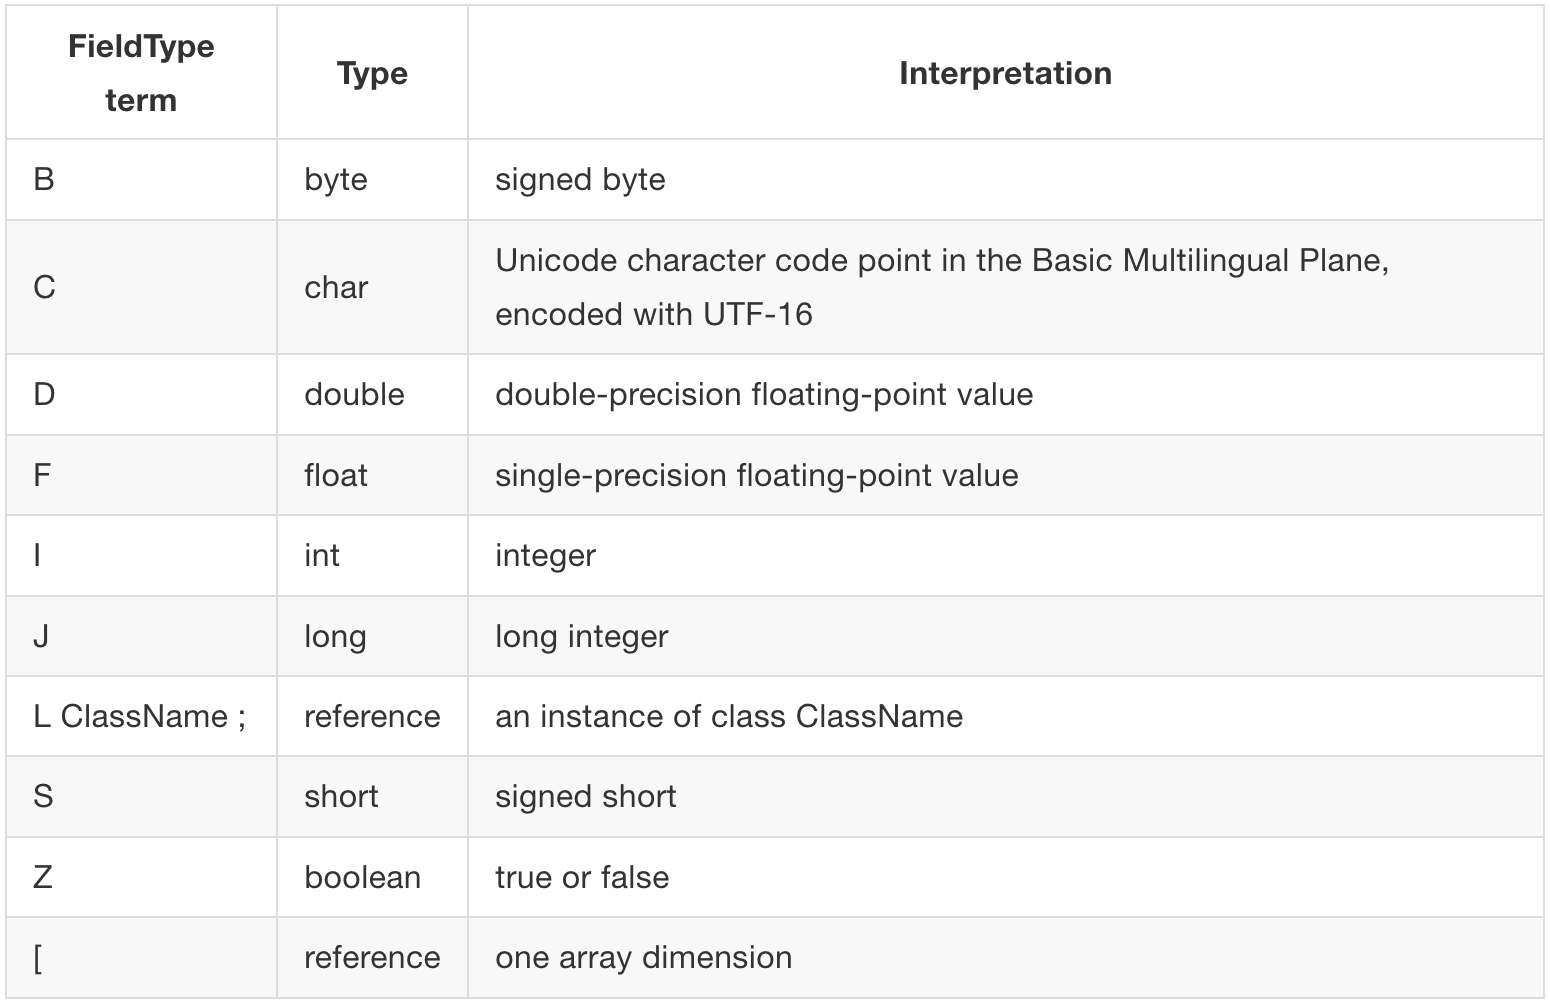 FieldType
term
Type
Interpretation
B
byte
signed byte
C
char
Unicode character code point in the Basic Multilingual Plane,
encoded with UTF-16
D
double
double-precision floating-point value
F
float
single-precision floating-point value
I
int
integer
J
long
long integer
L ClassName ;
reference
an instance of class ClassName
S
short
signed short
Z
boolean
true or false
[
reference
one array dimension